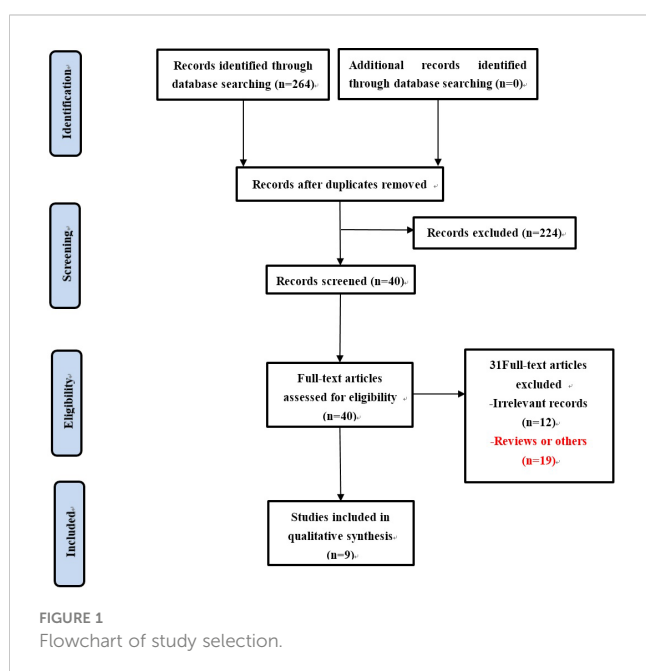 Identification
Records identified through
database searching (n=264)
Additional records identified
through database searching (n=0)
Records after duplicates removed
Screening
Records excluded (n=224)
Records screened (n=40)
Eligibility
Full-text articles
assessed for eligibility
(n=40)
31Full-text articles
excluded
-Irrelevant records
(n=12)
-Reviews or others
(n=19)
Included
Studies included in
qualitative synthesis
(n=9)
FIGURE 1
Flowchart of study selection.